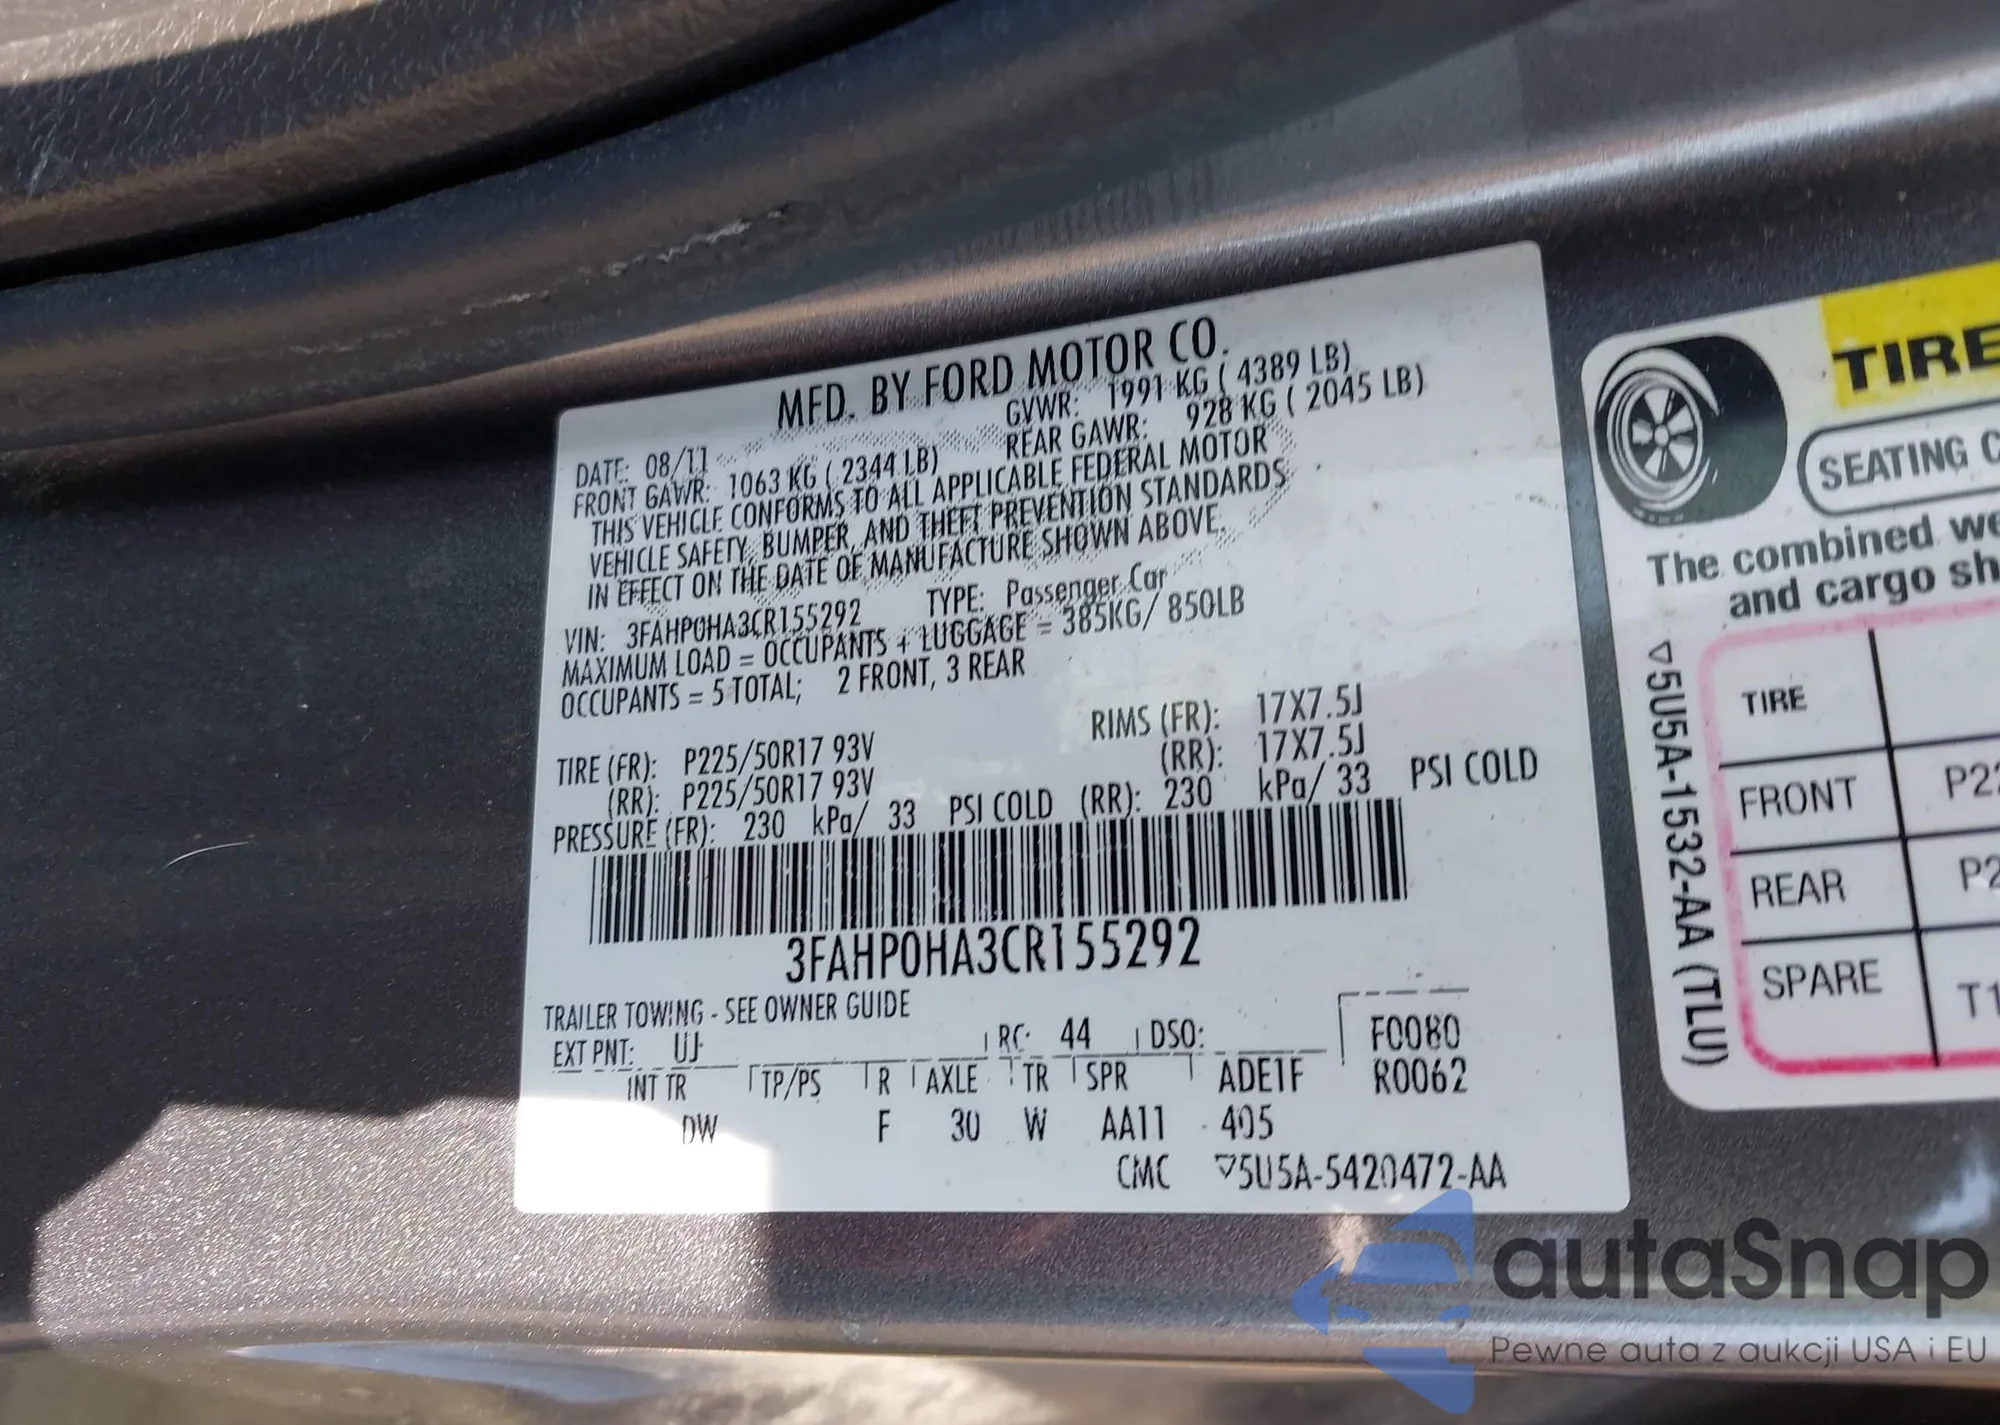 MFD. BY FORD MOTOR CO.
DATE: 08/11 GVWR: 1991 KG ( 4389 LB)
FRONT GAWR: 1063 KG ( 2344 LB) REAR GAWR: 928 KG ( 2045 LB)
THIS VEHICLE CONFORMS TO ALL APPLICABLE FEDERAL MOTOR
VEHICLE SAFETY, BUMPER, AND THEFT PREVENTION STANDARDS
IN EFFECT ON THE DATE OF MANUFACTURE SHOWN ABOVE.
VIN: 3FAHP0HA3CR155292 TYPE: Passenger Car
MAXIMUM LOAD = OCCUPANTS + LUGGAGE = 385KG/ 850LB
OCCUPANTS = 5 TOTAL; 2 FRONT, 3 REAR
TIRE (FR): P225/50R17 93V RIMS (FR): 17X7.5J
(RR): P225/50R17 93V (RR): 17X7.5J
PRESSURE (FR): 230 kPa/ 33 PSI COLD (RR): 230 kPa/ 33 PSI COLD
3FAHP0HA3CR155292
TRAILER TOWING - SEE OWNER GUIDE
EXT PNT: UJ RC: 44 DSO: F0080
INT TR TP/PS R AXLE TR SPR ADE1F R0062
DW F 30 W AA11 405
CMC ▽5U5A-5420472-AA
TIRE
SEATING C
The combined we
and cargo sh
▽5U5A-1532-AA (TLU)
TIRE
FRONT P22
REAR P2
SPARE T1
autaSnap
Pewne auta z aukcji USA i EU